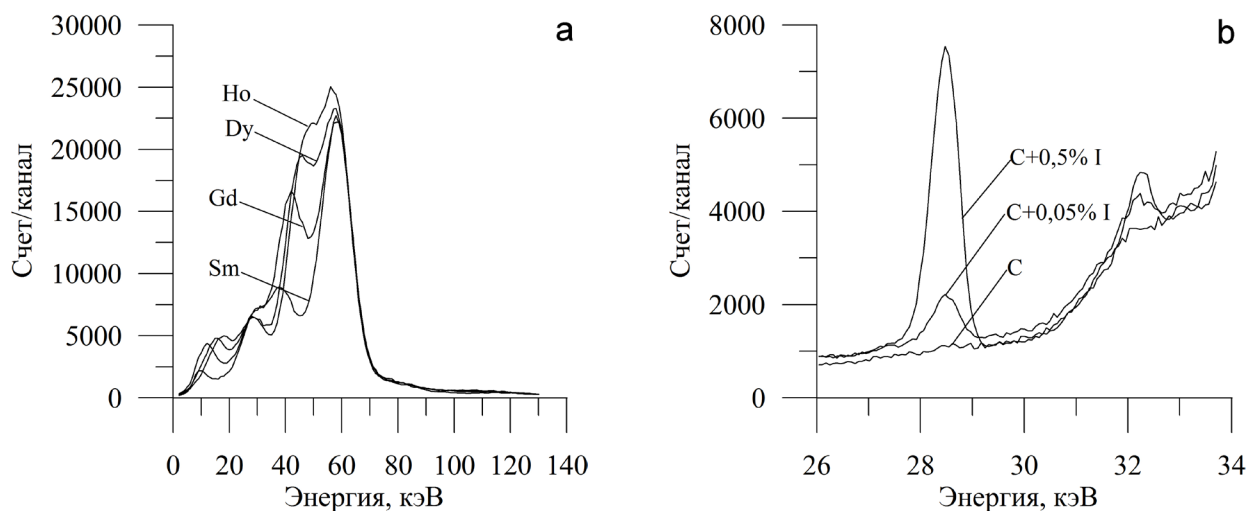 a
Счет/канал
30000
25000
20000
15000
10000
5000
0
Ho
Dy
Gd
Sm
0 20 40 60 80 100 120 140
Энергия, кэВ
b
Счет/канал
8000
6000
4000
2000
0
C+0,5% I
C+0,05% I
C
26 28 30 32 34
Энергия, кэВ